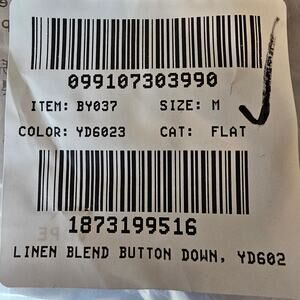 099107303990
ITEM: BY037 SIZE: M
COLOR: YD6023 CAT: FLAT
1873199516
LINEN BLEND BUTTON DOWN, YD602